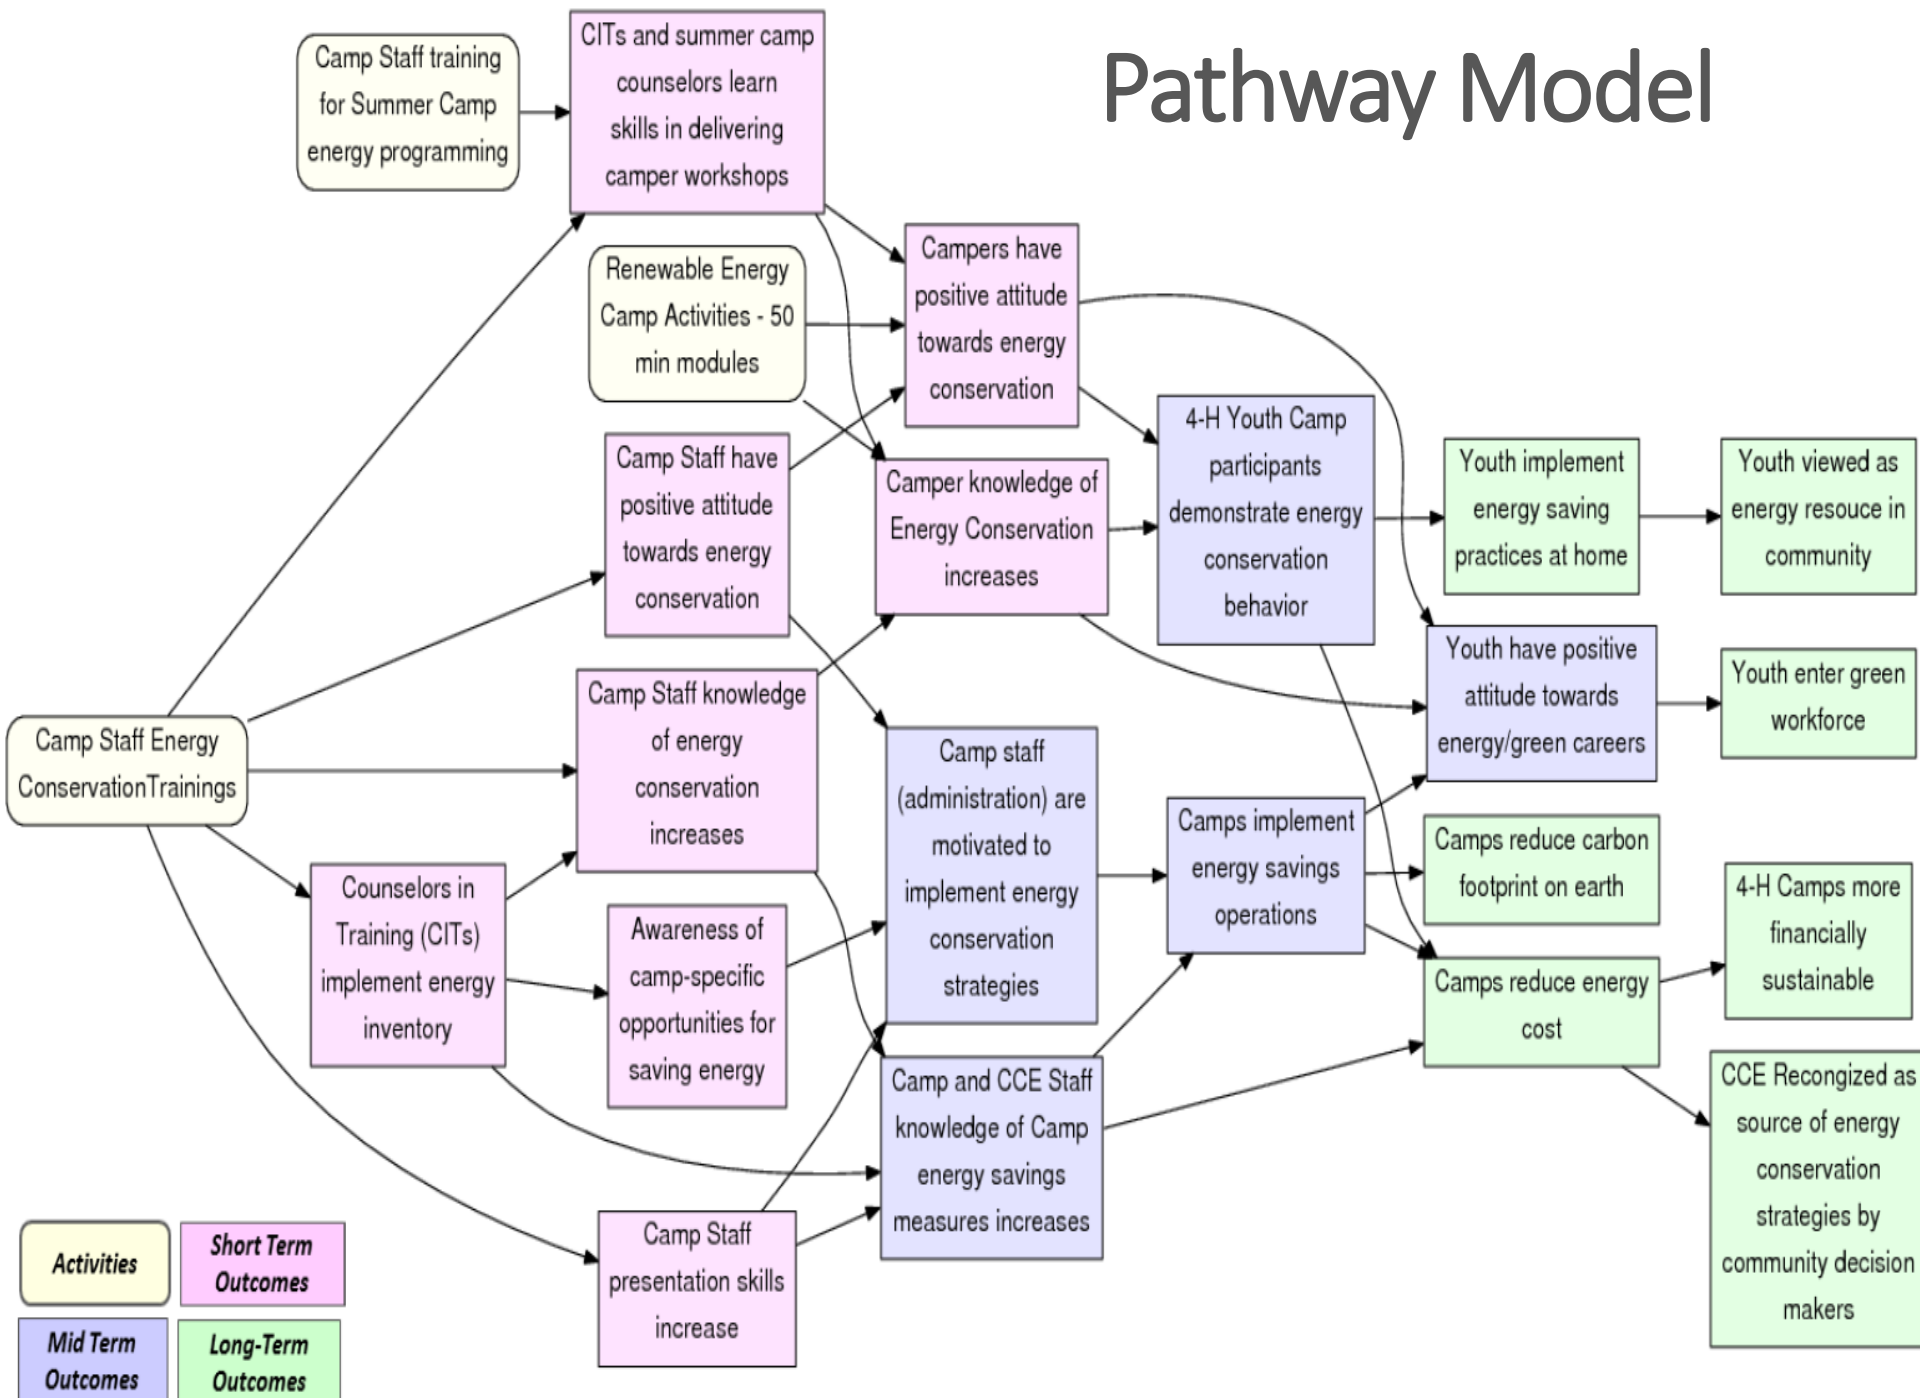 Pathway Model
Camp Staff training
for Summer Camp
energy programming
CITs and summer camp
counselors learn
skills in delivering
camper workshops
Renewable Energy
Camp Activities - 50
min modules
Campers have
positive attitude
towards energy
conservation
Camp Staff have
positive attitude
towards energy
conservation
Camper knowledge of
Energy Conservation
increases
4-H Youth Camp
participants
demonstrate energy
conservation
behavior
Youth implement
energy saving
practices at home
Youth viewed as
energy resouce in
community
Youth have positive
attitude towards
energy/green careers
Youth enter green
workforce
Camp Staff Energy
ConservationTrainings
Camp Staff knowledge
of energy
conservation
increases
Camp staff
(administration) are
motivated to
implement energy
conservation
strategies
Camps implement
energy savings
operations
Camps reduce carbon
footprint on earth
4-H Camps more
financially
sustainable
Counselors in
Training (CITs)
implement energy
inventory
Awareness of
camp-specific
opportunities for
saving energy
Camps reduce energy
cost
Camp and CCE Staff
knowledge of Camp
energy savings
measures increases
CCE Recongized as
source of energy
conservation
strategies by
community decision
makers
Camp Staff
presentation skills
increase
Activities
Short Term
Outcomes
Mid Term
Outcomes
Long-Term
Outcomes